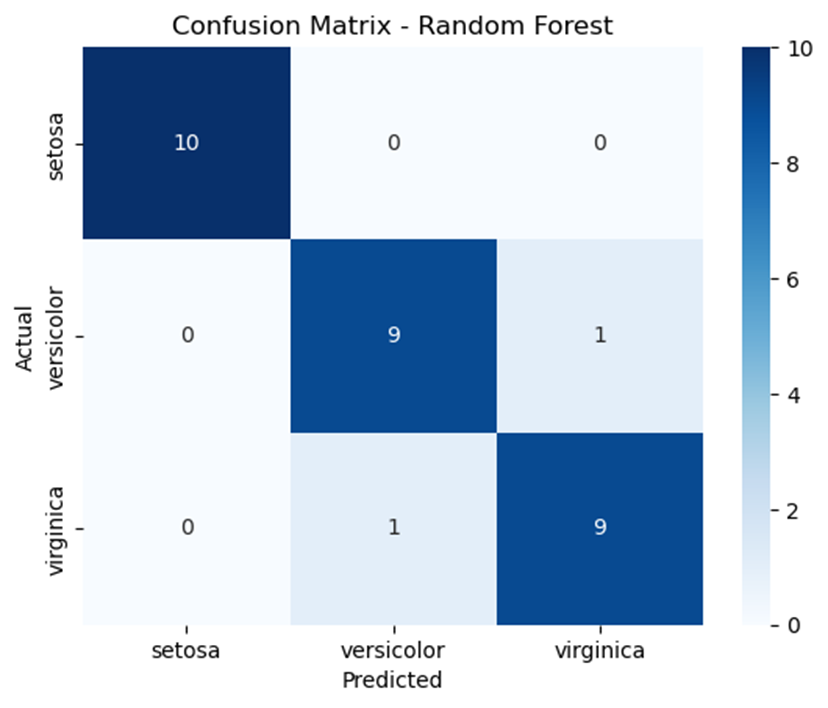 Confusion Matrix - Random Forest
10 0 0
0 9 1
0 1 9
setosa
versicolor
virginica
Actual
setosa versicolor virginica
Predicted
10
8
6
4
2
0